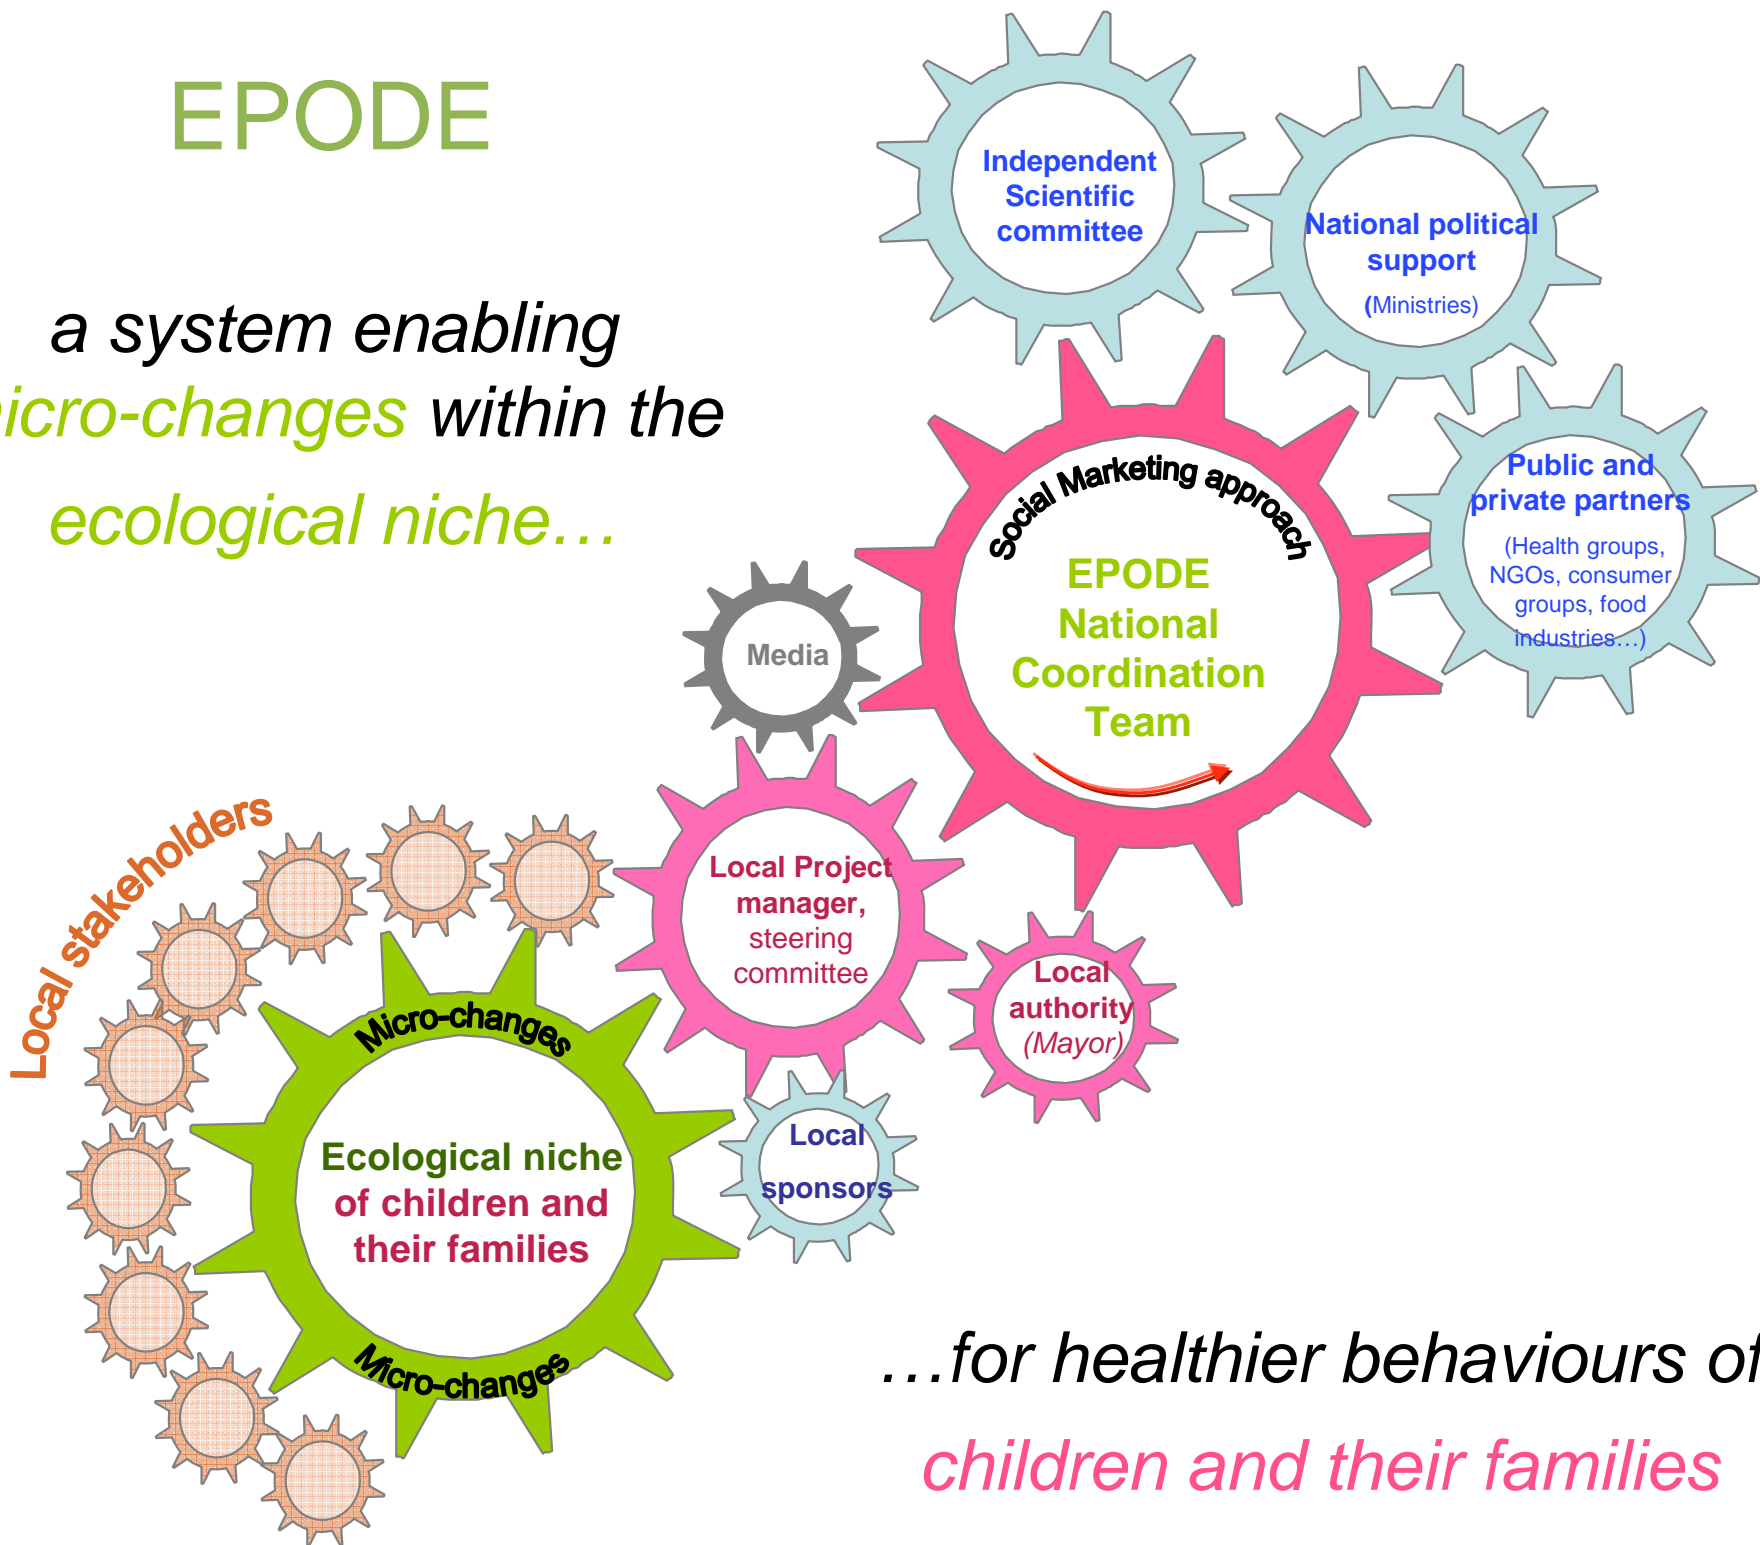 EPODE
a system enabling
icro-changes within the
ecological niche…
Independent
Scientific
committee
National political
support
(Ministries)
Public and
private partners
(Health groups,
NGOs, consumer
groups, food
industries…)
Social Marketing approach
EPODE
National
Coordination
Team
Media
Local Project
manager,
steering
committee
Local
authority
(Mayor)
Local
sponsors
Local stakeholders
Micro-changes
Ecological niche
of children and
their families
Micro-changes
…for healthier behaviours of
children and their families